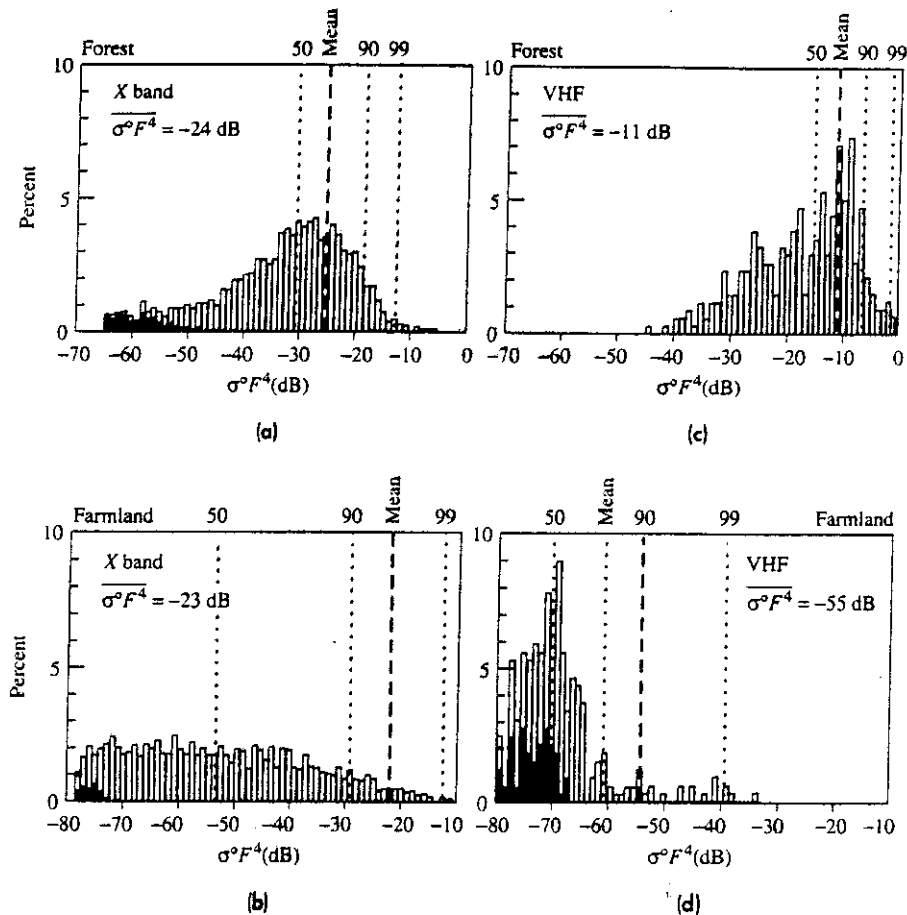 Forest 50 Mean 90 99
10
X band
σ°F⁴ = −24 dB
5
Percent
0
−70 −60 −50 −40 −30 −20 −10 0
σ°F⁴(dB)
(a)
Forest 50 Mean 90 99
10
VHF
σ°F⁴ = −11 dB
5
0
−70 −60 −50 −40 −30 −20 −10 0
σ°F⁴(dB)
(c)
Farmland 50 90 Mean 99
10
X band
σ°F⁴ = −23 dB
5
Percent
0
−80 −70 −60 −50 −40 −30 −20 −10
σ°F⁴(dB)
(b)
50 Mean 90 99 Farmland
10
VHF
σ°F⁴ = −55 dB
5
0
−80 −70 −60 −50 −40 −30 −20 −10
σ°F⁴(dB)
(d)